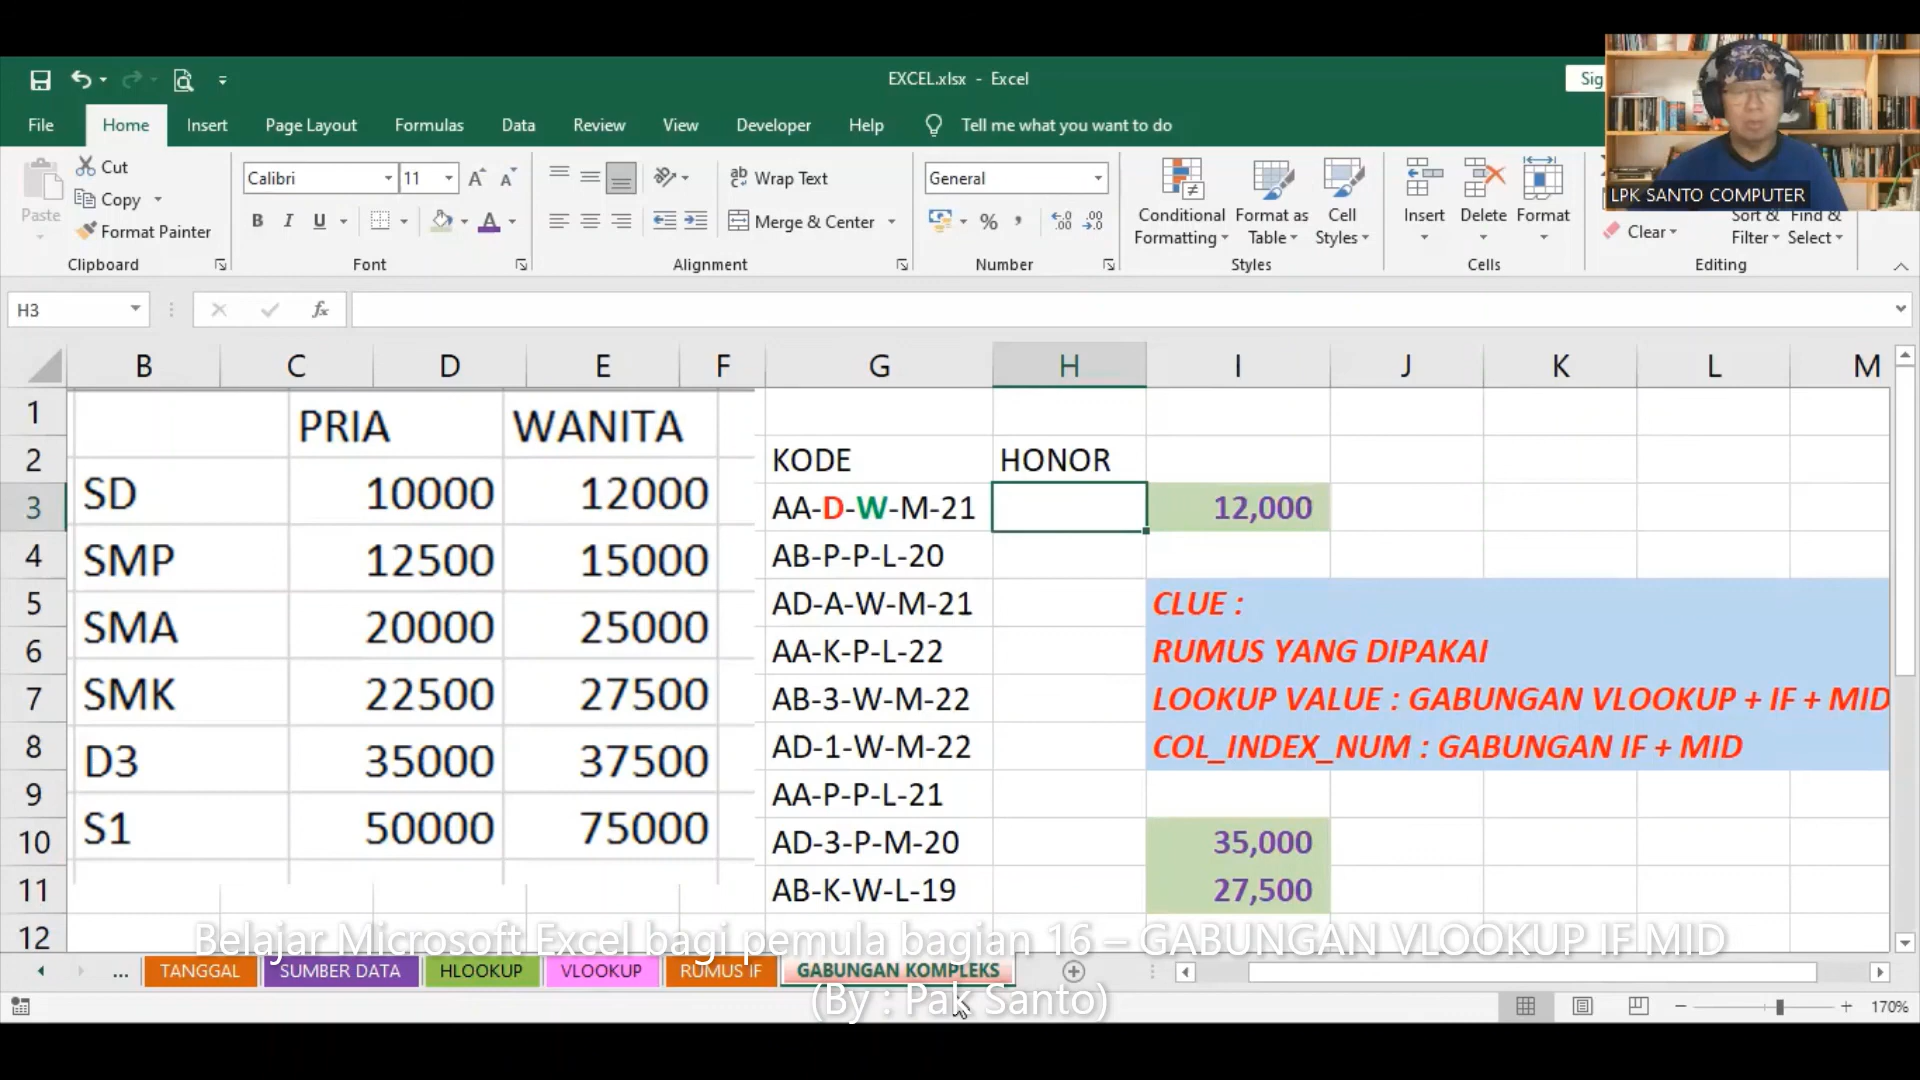 EXCEL.xlsx - Excel
Sig
File Home Insert Page Layout Formulas Data Review View Developer Help Tell me what you want to do
LPK SANTO COMPUTER
Paste
Cut
Copy
Format Painter
Clipboard
Calibri 11
B I U
Font
Wrap Text
Merge & Center
Alignment
General
%
Number
Conditional Formatting
Format as Table
Cell Styles
Styles
Insert Delete Format
Cells
Clear
Sort & Filter
Find & Select
Editing
H3
fx
B C D E F G H I J K L M
1 PRIA WANITA
2 KODE HONOR
SD 10000 12000
3 AA-D-W-M-21 12,000
4 SMP 12500 15000 AB-P-P-L-20
5 AD-A-W-M-21 CLUE :
SMA 20000 25000
6 AA-K-P-L-22 RUMUS YANG DIPAKAI
7 SMK 22500 27500 AB-3-W-M-22 LOOKUP VALUE : GABUNGAN VLOOKUP + IF + MID
8 D3 35000 37500 AD-1-W-M-22 COL_INDEX_NUM : GABUNGAN IF + MID
9 AA-P-P-L-21
S1 50000 75000
10 AD-3-P-M-20 35,000
11 AB-K-W-L-19 27,500
12
Belajar Microsoft Excel bagi pemula bagian 16 – GABUNGAN VLOOKUP IF MID
... TANGGAL SUMBER DATA HLOOKUP VLOOKUP RUMUS IF GABUNGAN KOMPLEKS
(By : Pak Santo)
170%